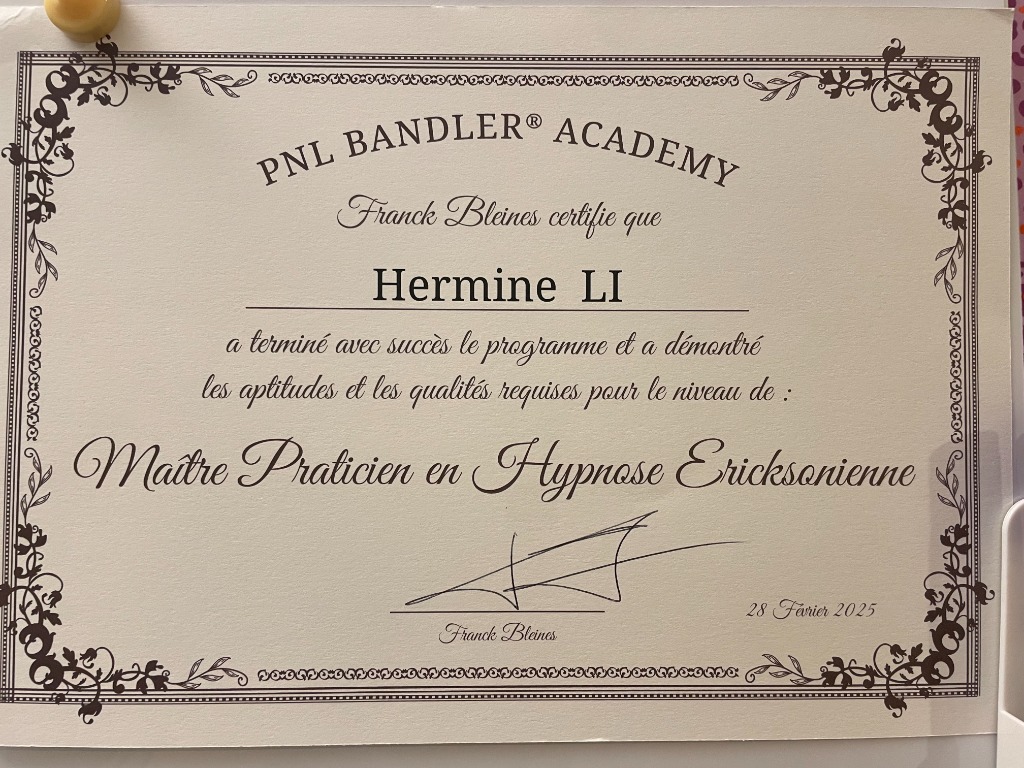 PNL BANDLER® ACADEMY
Franck Bleines certifie que
Hermine LI
a terminé avec succès le programme et a démontré
les aptitudes et les qualités requises pour le niveau de :
Maître Praticien en Hypnose Ericksonienne
28 Février 2025
Franck Bleines